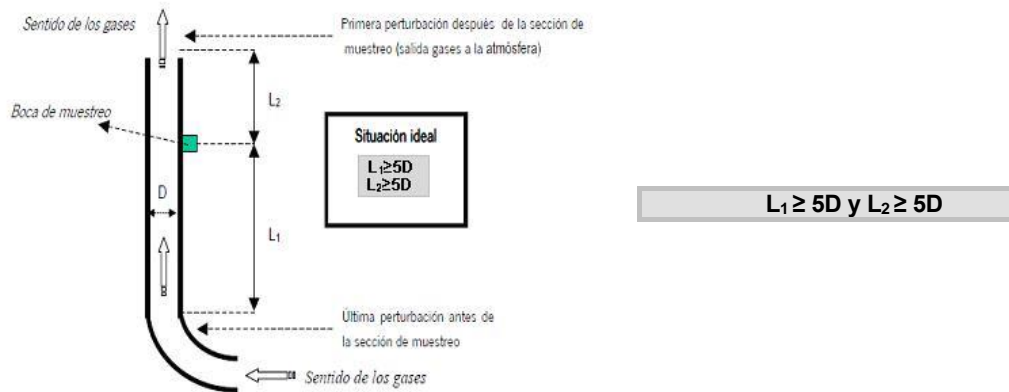 Sentido de los gases
Primera perturbación después de la sección de
muestreo (salida gases a la atmósfera)
L2
Boca de muestreo
Situación ideal
L1≥5D
L2≥5D
D
L1
L1 ≥ 5D y L2 ≥ 5D
Última perturbación antes de
la sección de muestreo
Sentido de los gases